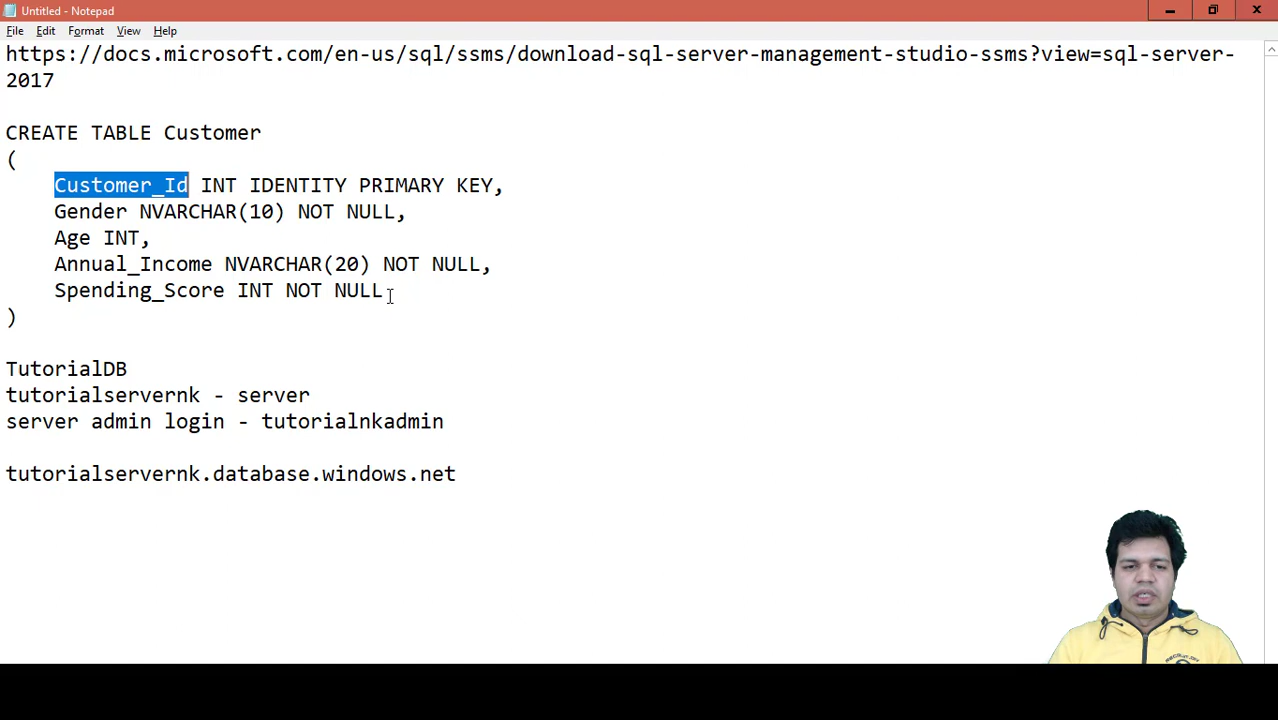 Untitled - Notepad
File Edit Format View Help
https://docs.microsoft.com/en-us/sql/ssms/download-sql-server-management-studio-ssms?view=sql-server-
2017
CREATE TABLE Customer
(
Customer_Id INT IDENTITY PRIMARY KEY,
Gender NVARCHAR(10) NOT NULL,
Age INT,
Annual_Income NVARCHAR(20) NOT NULL,
Spending_Score INT NOT NULL
)
TutorialDB
tutorialservernk - server
server admin login - tutorialnkadmin
tutorialservernk.database.windows.net